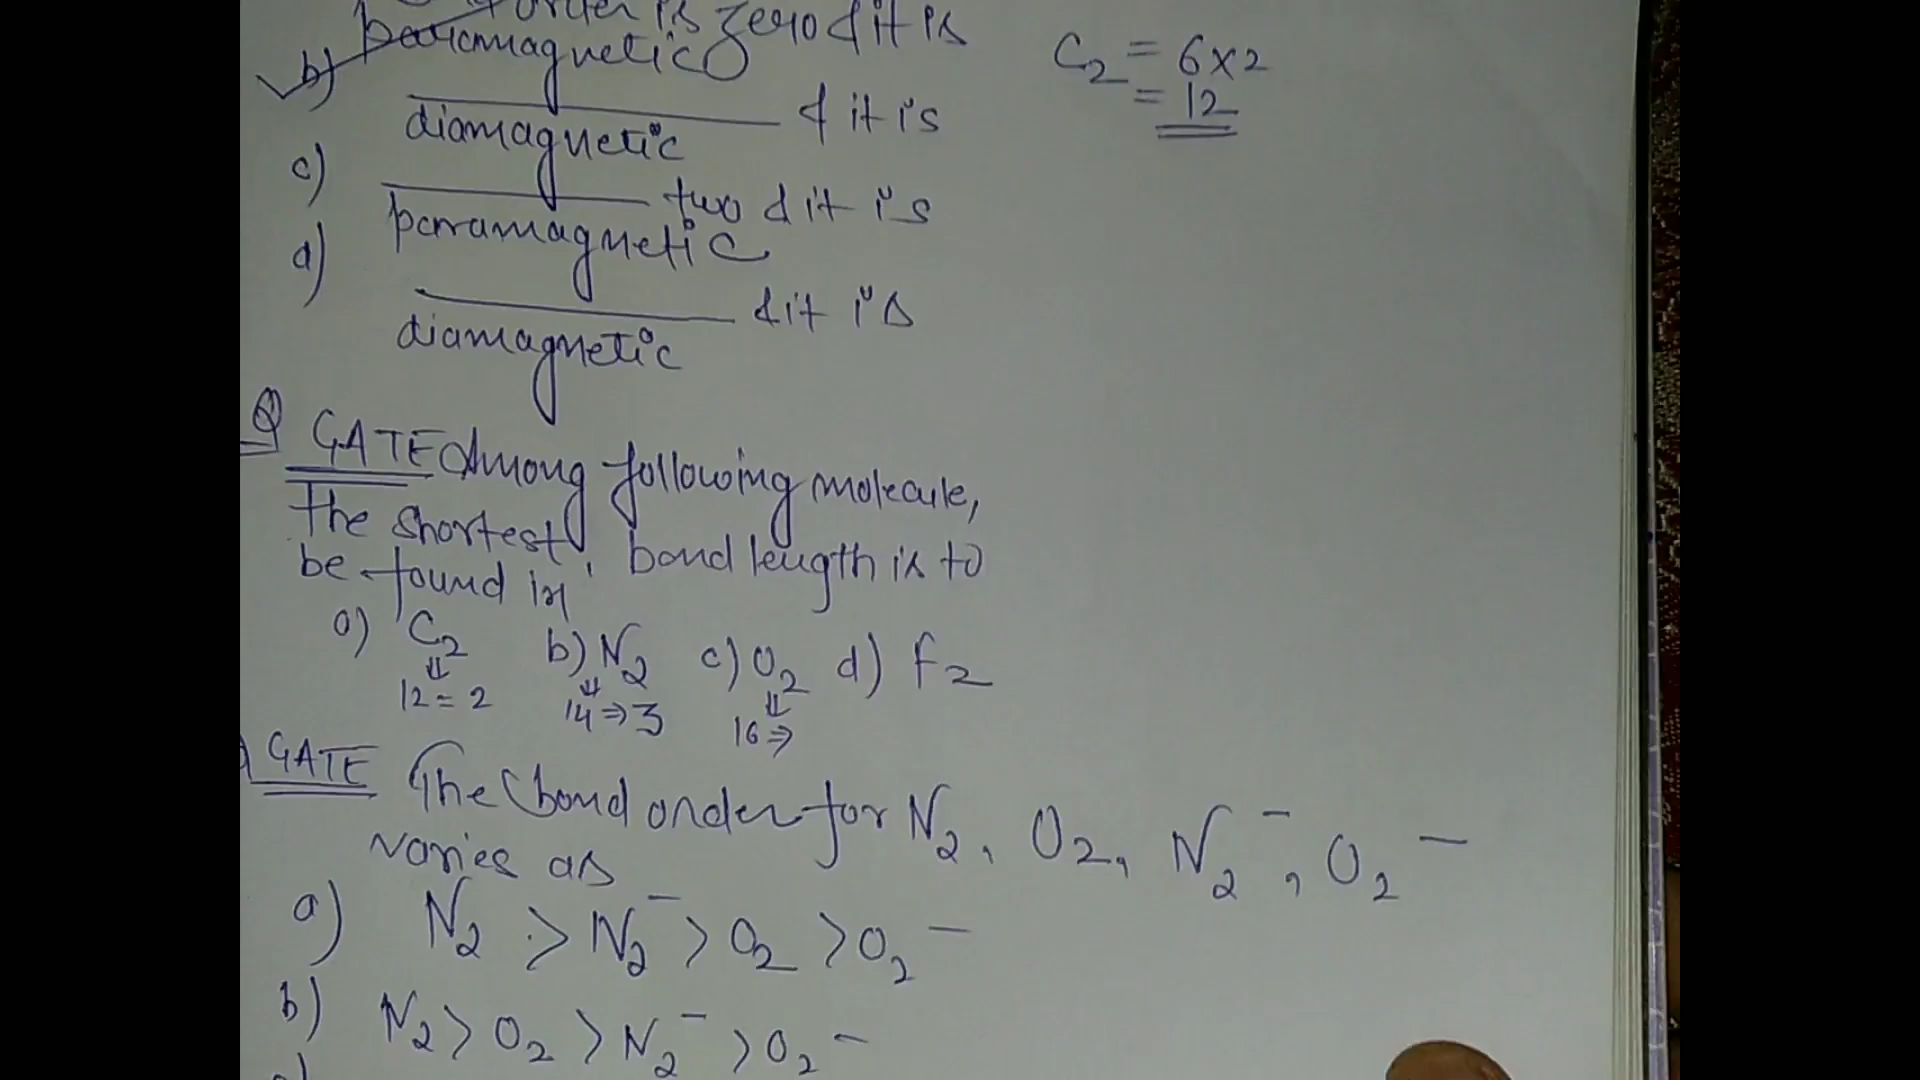 order is zero & it is
paramagnetic
C2 = 6x2
= 12
b) diamagnetic & it is
c) two & it is
paramagnetic
d) & it is
diamagnetic
Q GATE Among following molecule,
The shortest bond length is to
be found in
a) C2 b) N2 c) O2 d) F2
⇓ ⇓ ⇓
12 = 2 14 ⇒ 3 16 ⇒
GATE The bond order for N2, O2, N2⁻, O2⁻
varies as
a) N2 > N2⁻ > O2 > O2⁻
b) N2 > O2 > N2⁻ > O2⁻